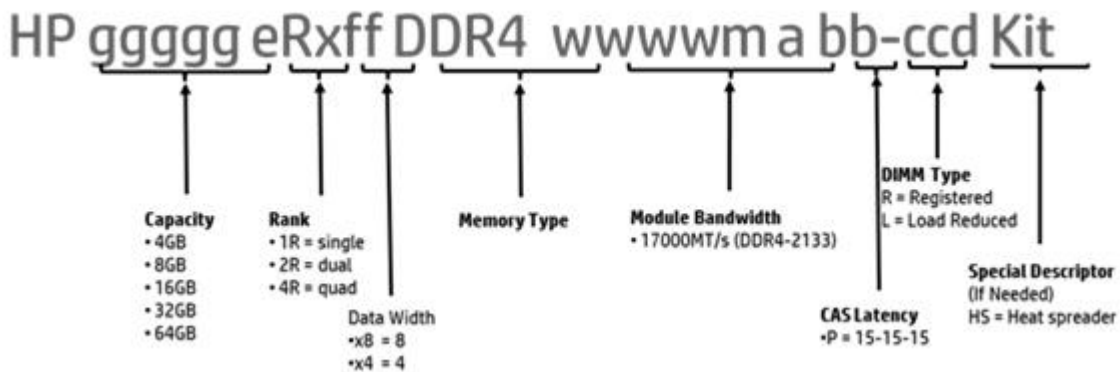 HP ggggg eRxff DDR4 wwwwm a bb-ccd Kit
Capacity
• 4GB
• 8GB
• 16GB
• 32GB
• 64GB
Rank
• 1R = single
• 2R = dual
• 4R = quad
Data Width
•x8 = 8
•x4 = 4
Memory Type
Module Bandwidth
• 17000MT/s (DDR4-2133)
CAS Latency
•P = 15-15-15
DIMM Type
R = Registered
L = Load Reduced
Special Descriptor
(If Needed)
HS = Heat spreader